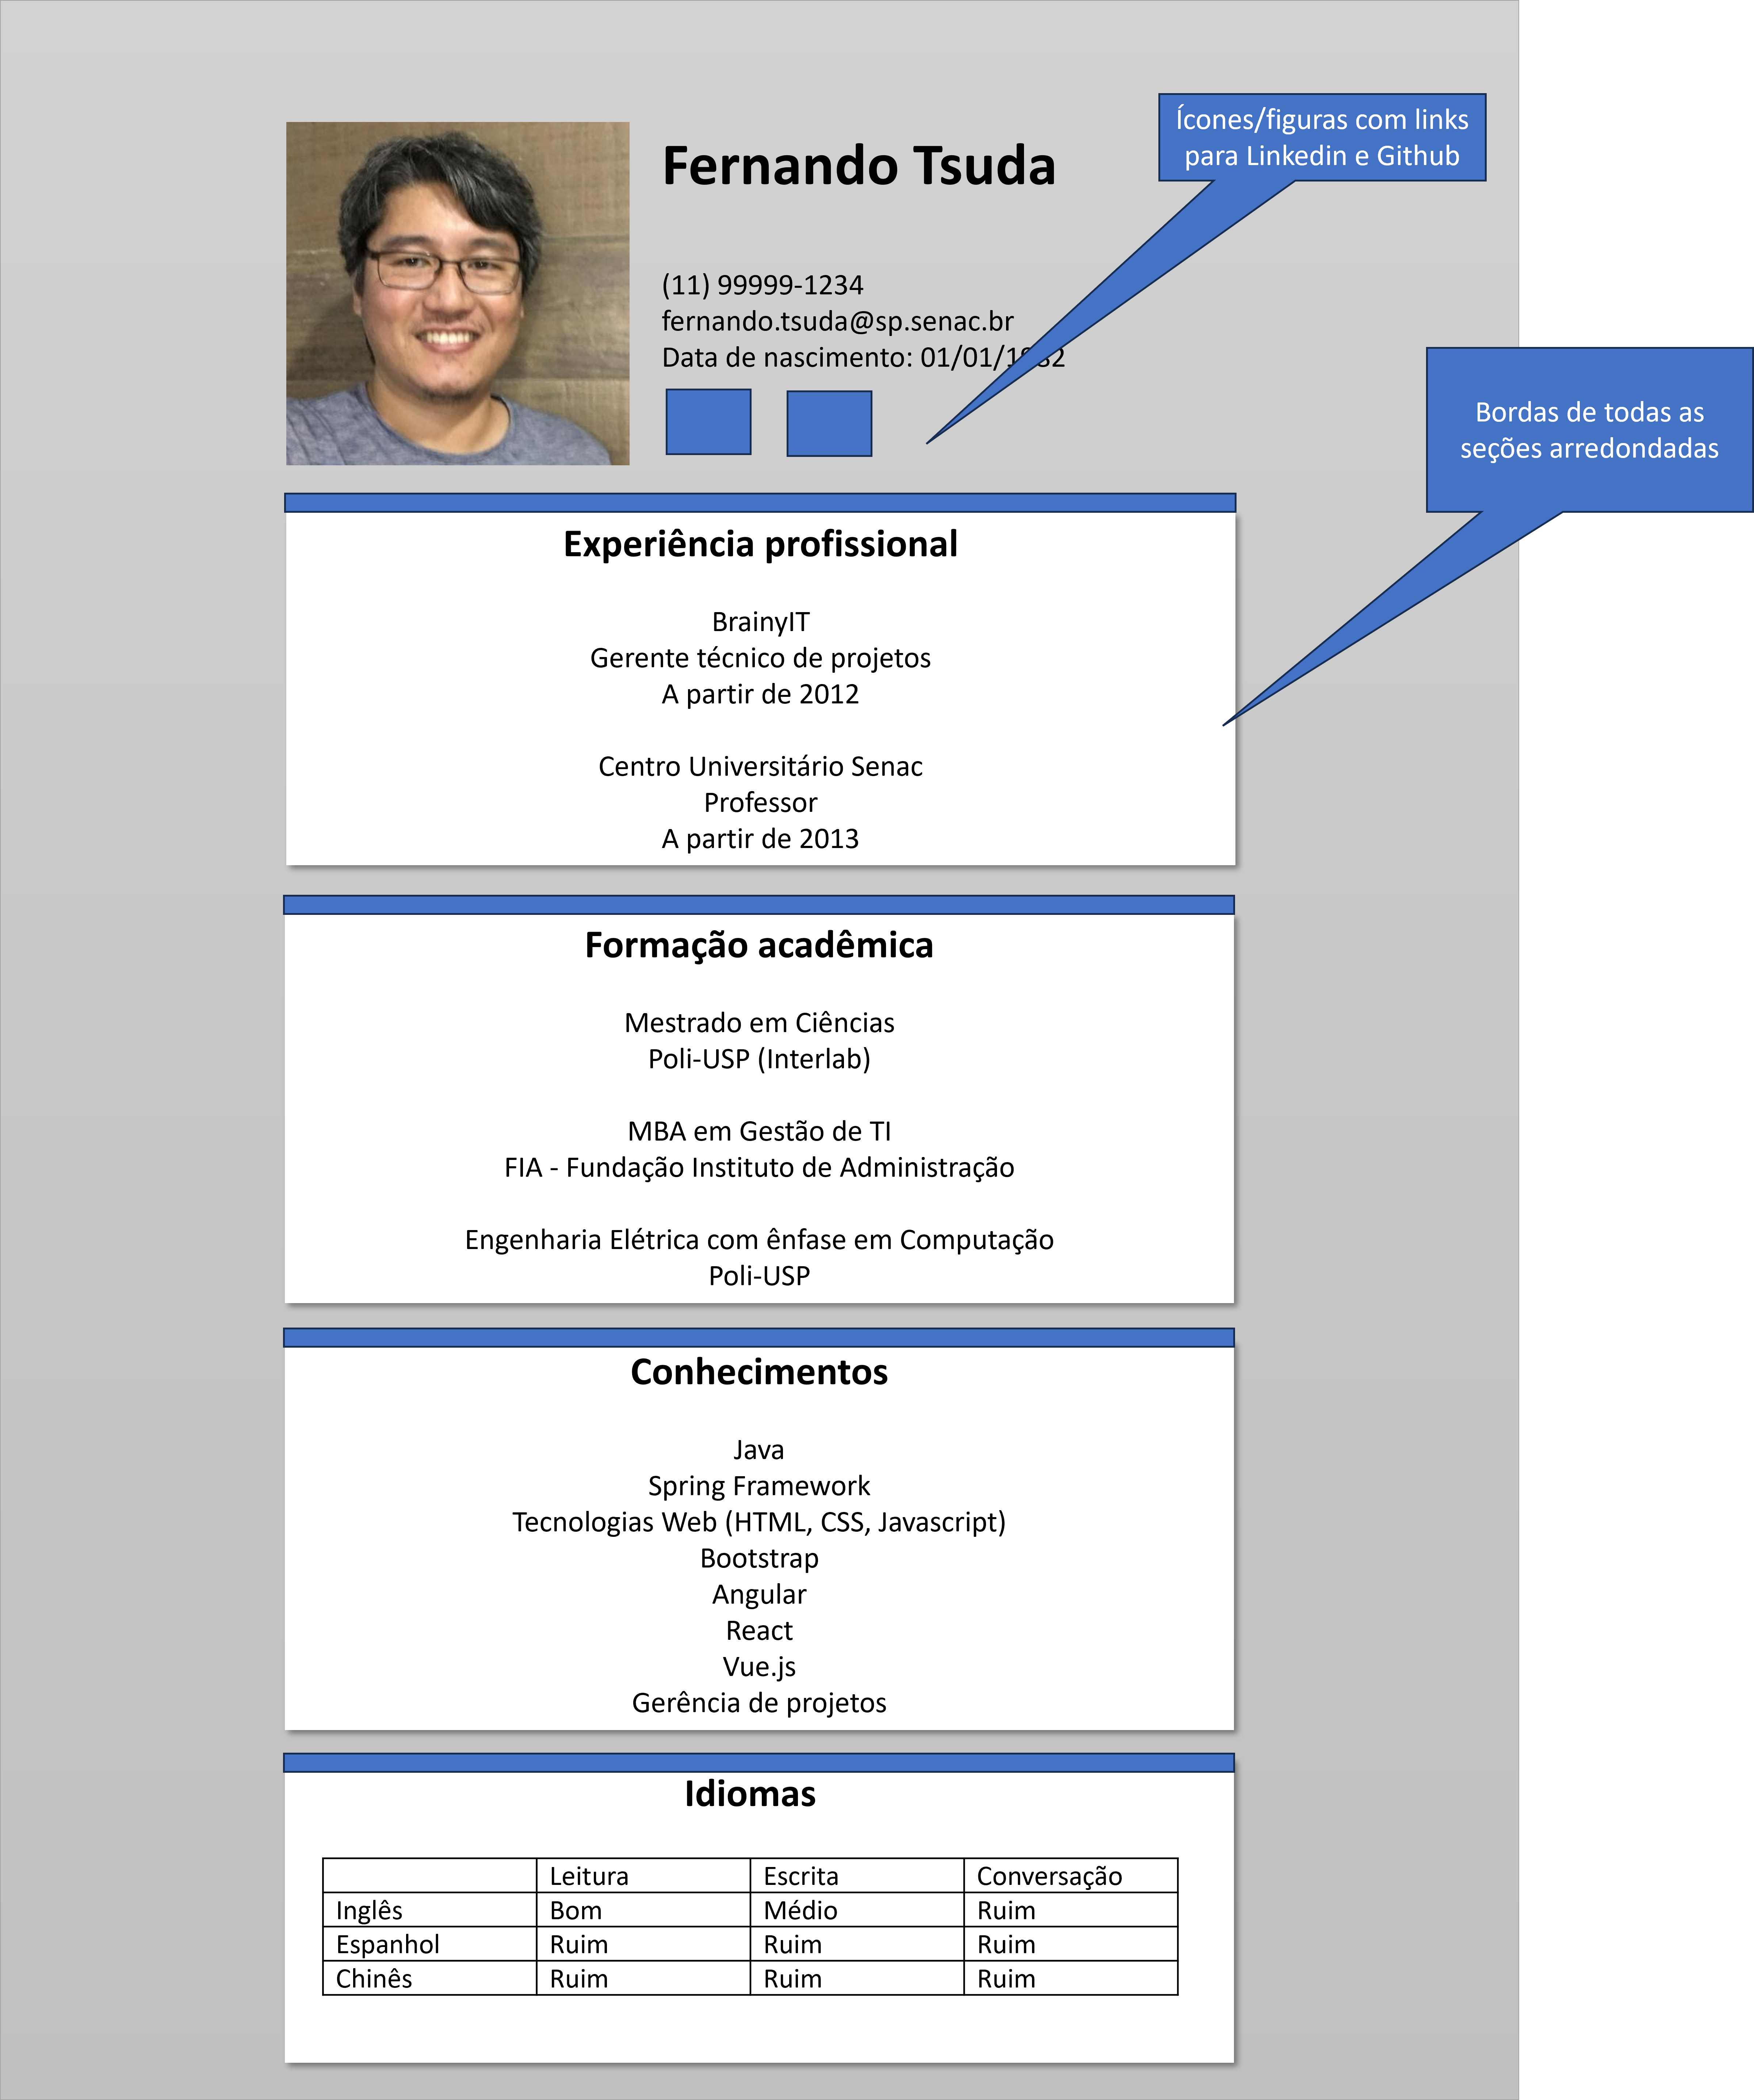 Ícones/figuras com links
para Linkedin e Github
Fernando Tsuda
(11) 99999-1234
fernando.tsuda@sp.senac.br
Data de nascimento: 01/01/1982
Bordas de todas as
seções arredondadas
Experiência profissional
BrainyIT
Gerente técnico de projetos
A partir de 2012
Centro Universitário Senac
Professor
A partir de 2013
Formação acadêmica
Mestrado em Ciências
Poli-USP (Interlab)
MBA em Gestão de TI
FIA - Fundação Instituto de Administração
Engenharia Elétrica com ênfase em Computação
Poli-USP
Conhecimentos
Java
Spring Framework
Tecnologias Web (HTML, CSS, Javascript)
Bootstrap
Angular
React
Vue.js
Gerência de projetos
Idiomas
Leitura Escrita Conversação
Inglês Bom Médio Ruim
Espanhol Ruim Ruim Ruim
Chinês Ruim Ruim Ruim